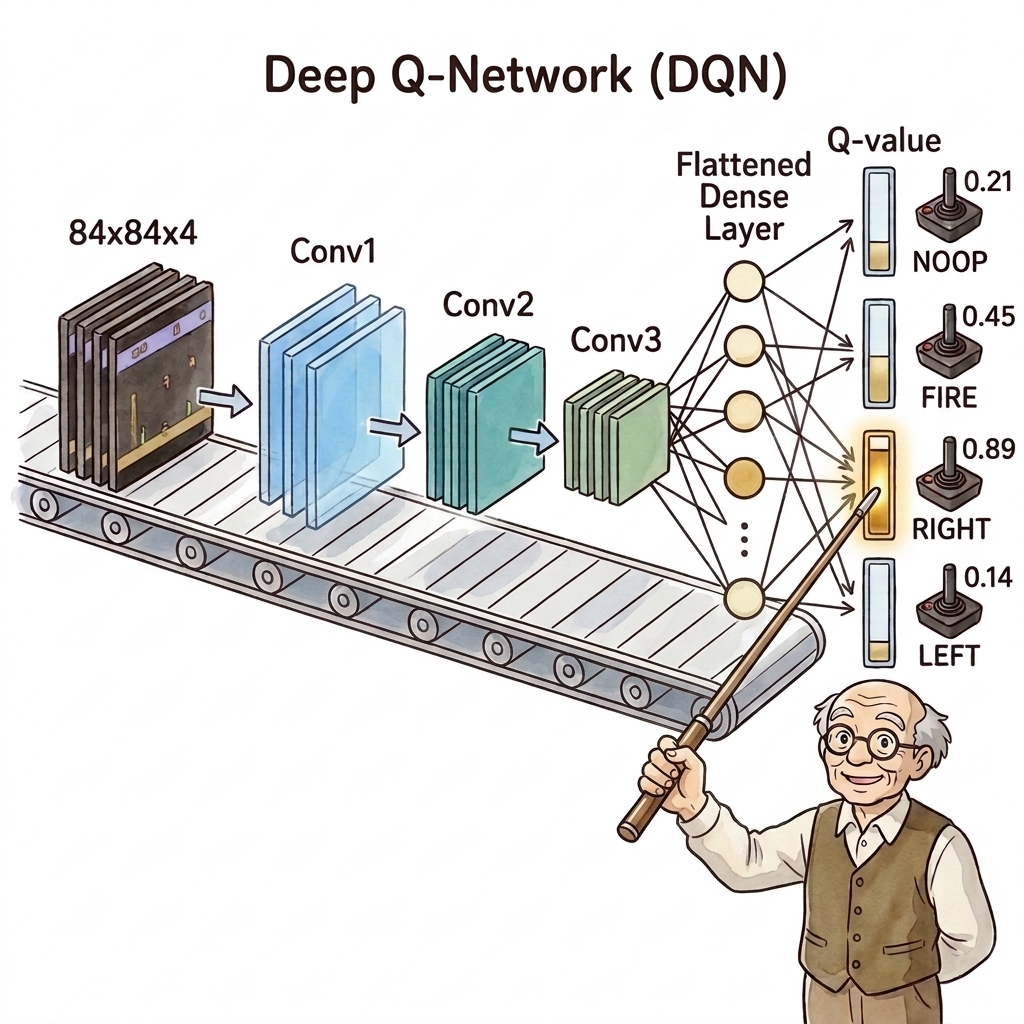 Deep Q-Network (DQN)
84x84x4
Conv1
Conv2
Conv3
Flattened
Dense
Layer
Q-value
0.21
NOOP
0.45
FIRE
0.89
RIGHT
0.14
LEFT